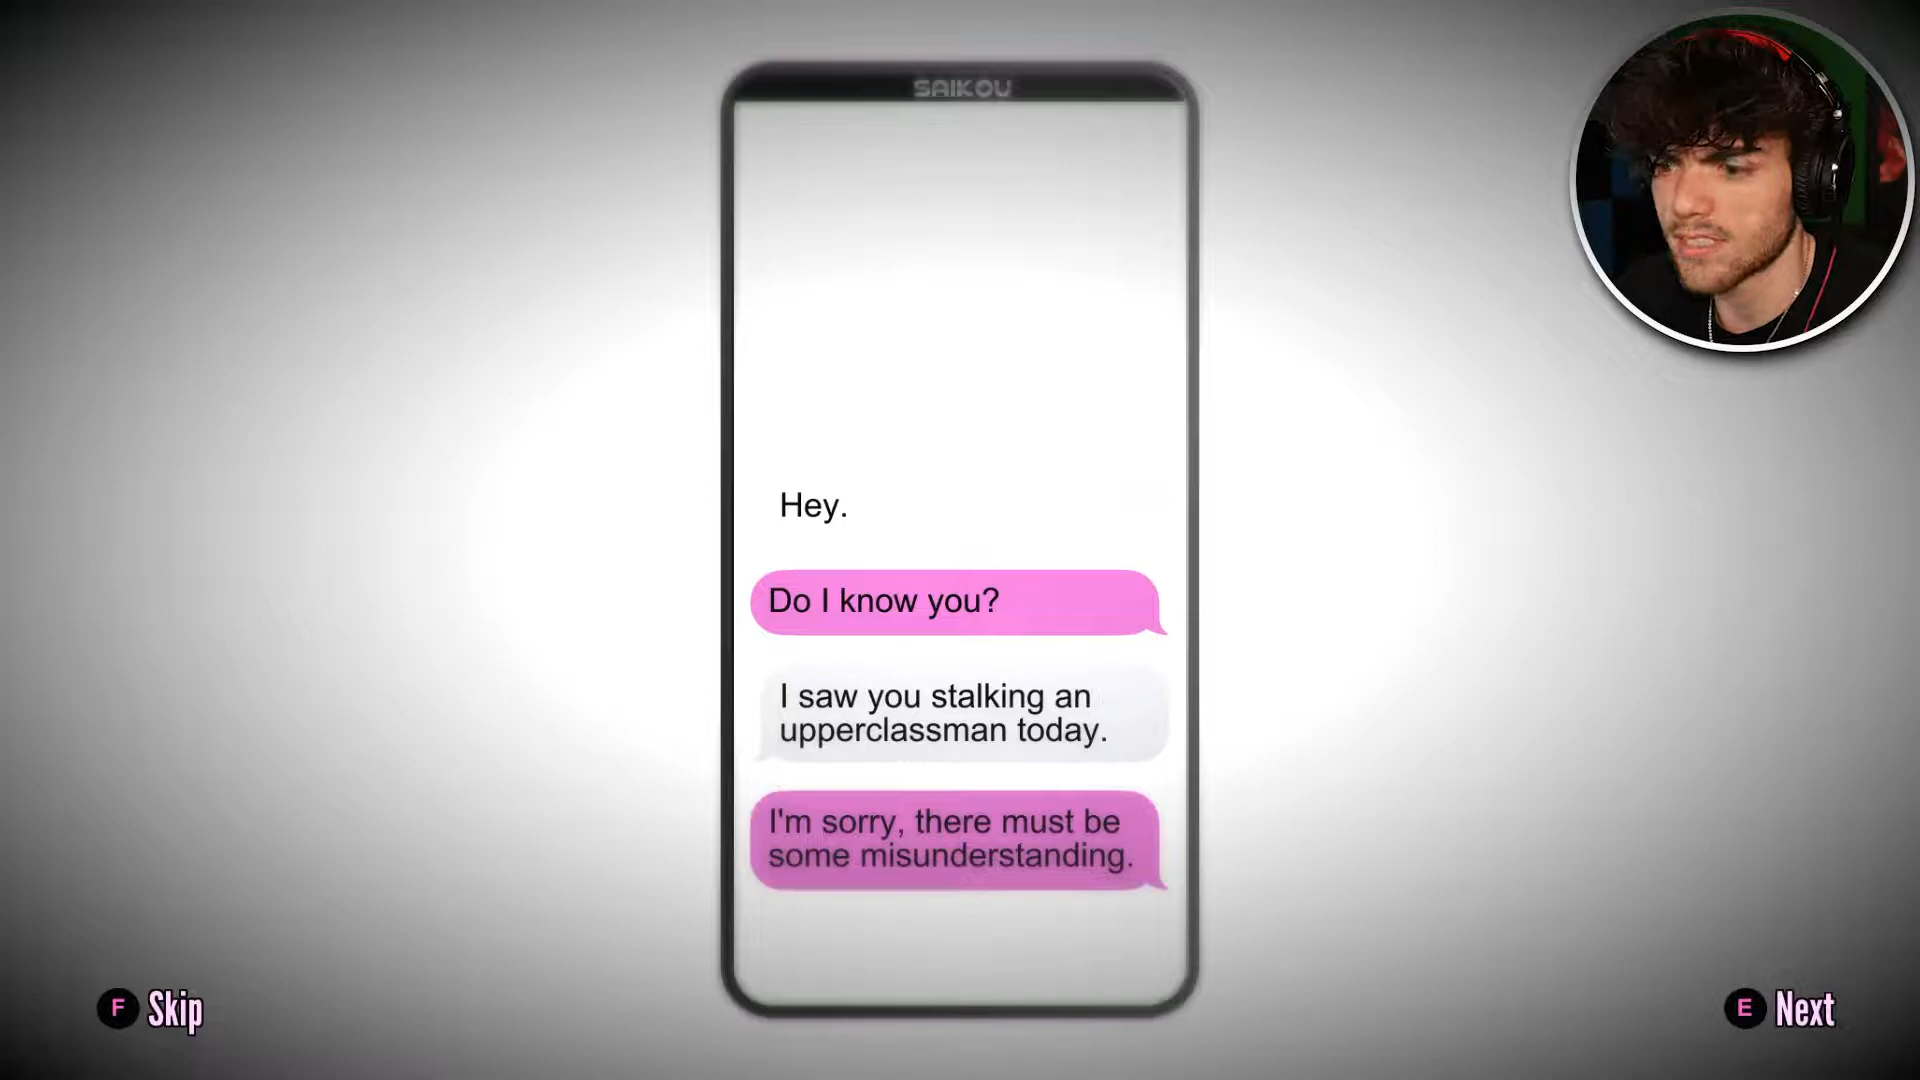 SAIKOU
Hey.
Do I know you?
I saw you stalking an
upperclassman today.
I'm sorry, there must be
some misunderstanding.
F Skip
E Next